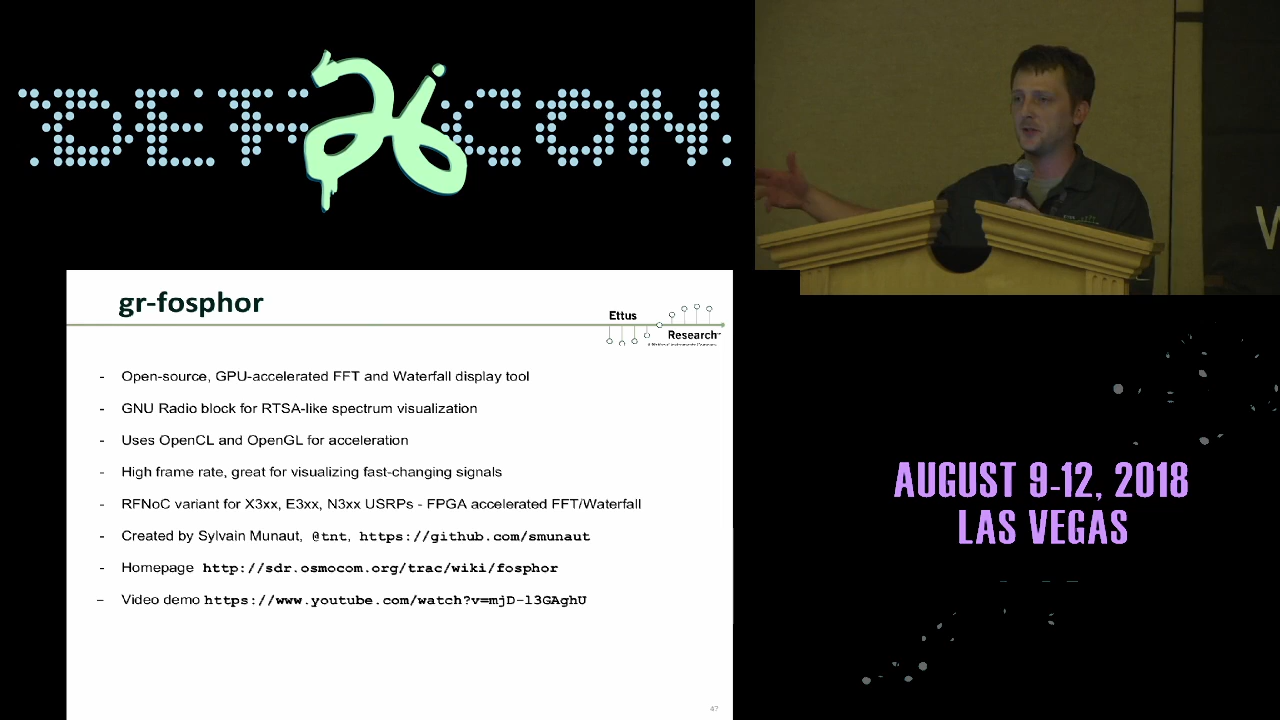 DEF CON
26
gr-fosphor
Ettus
Research
- Open-source, GPU-accelerated FFT and Waterfall display tool
- GNU Radio block for RTSA-like spectrum visualization
- Uses OpenCL and OpenGL for acceleration
- High frame rate, great for visualizing fast-changing signals
- RFNoC variant for X3xx, E3xx, N3xx USRPs - FPGA accelerated FFT/Waterfall
- Created by Sylvain Munaut, @tnt, https://github.com/smunaut
- Homepage http://sdr.osmocom.org/trac/wiki/fosphor
- Video demo https://www.youtube.com/watch?v=mjD-l3GAghU
47
AUGUST 9-12, 2018
LAS VEGAS